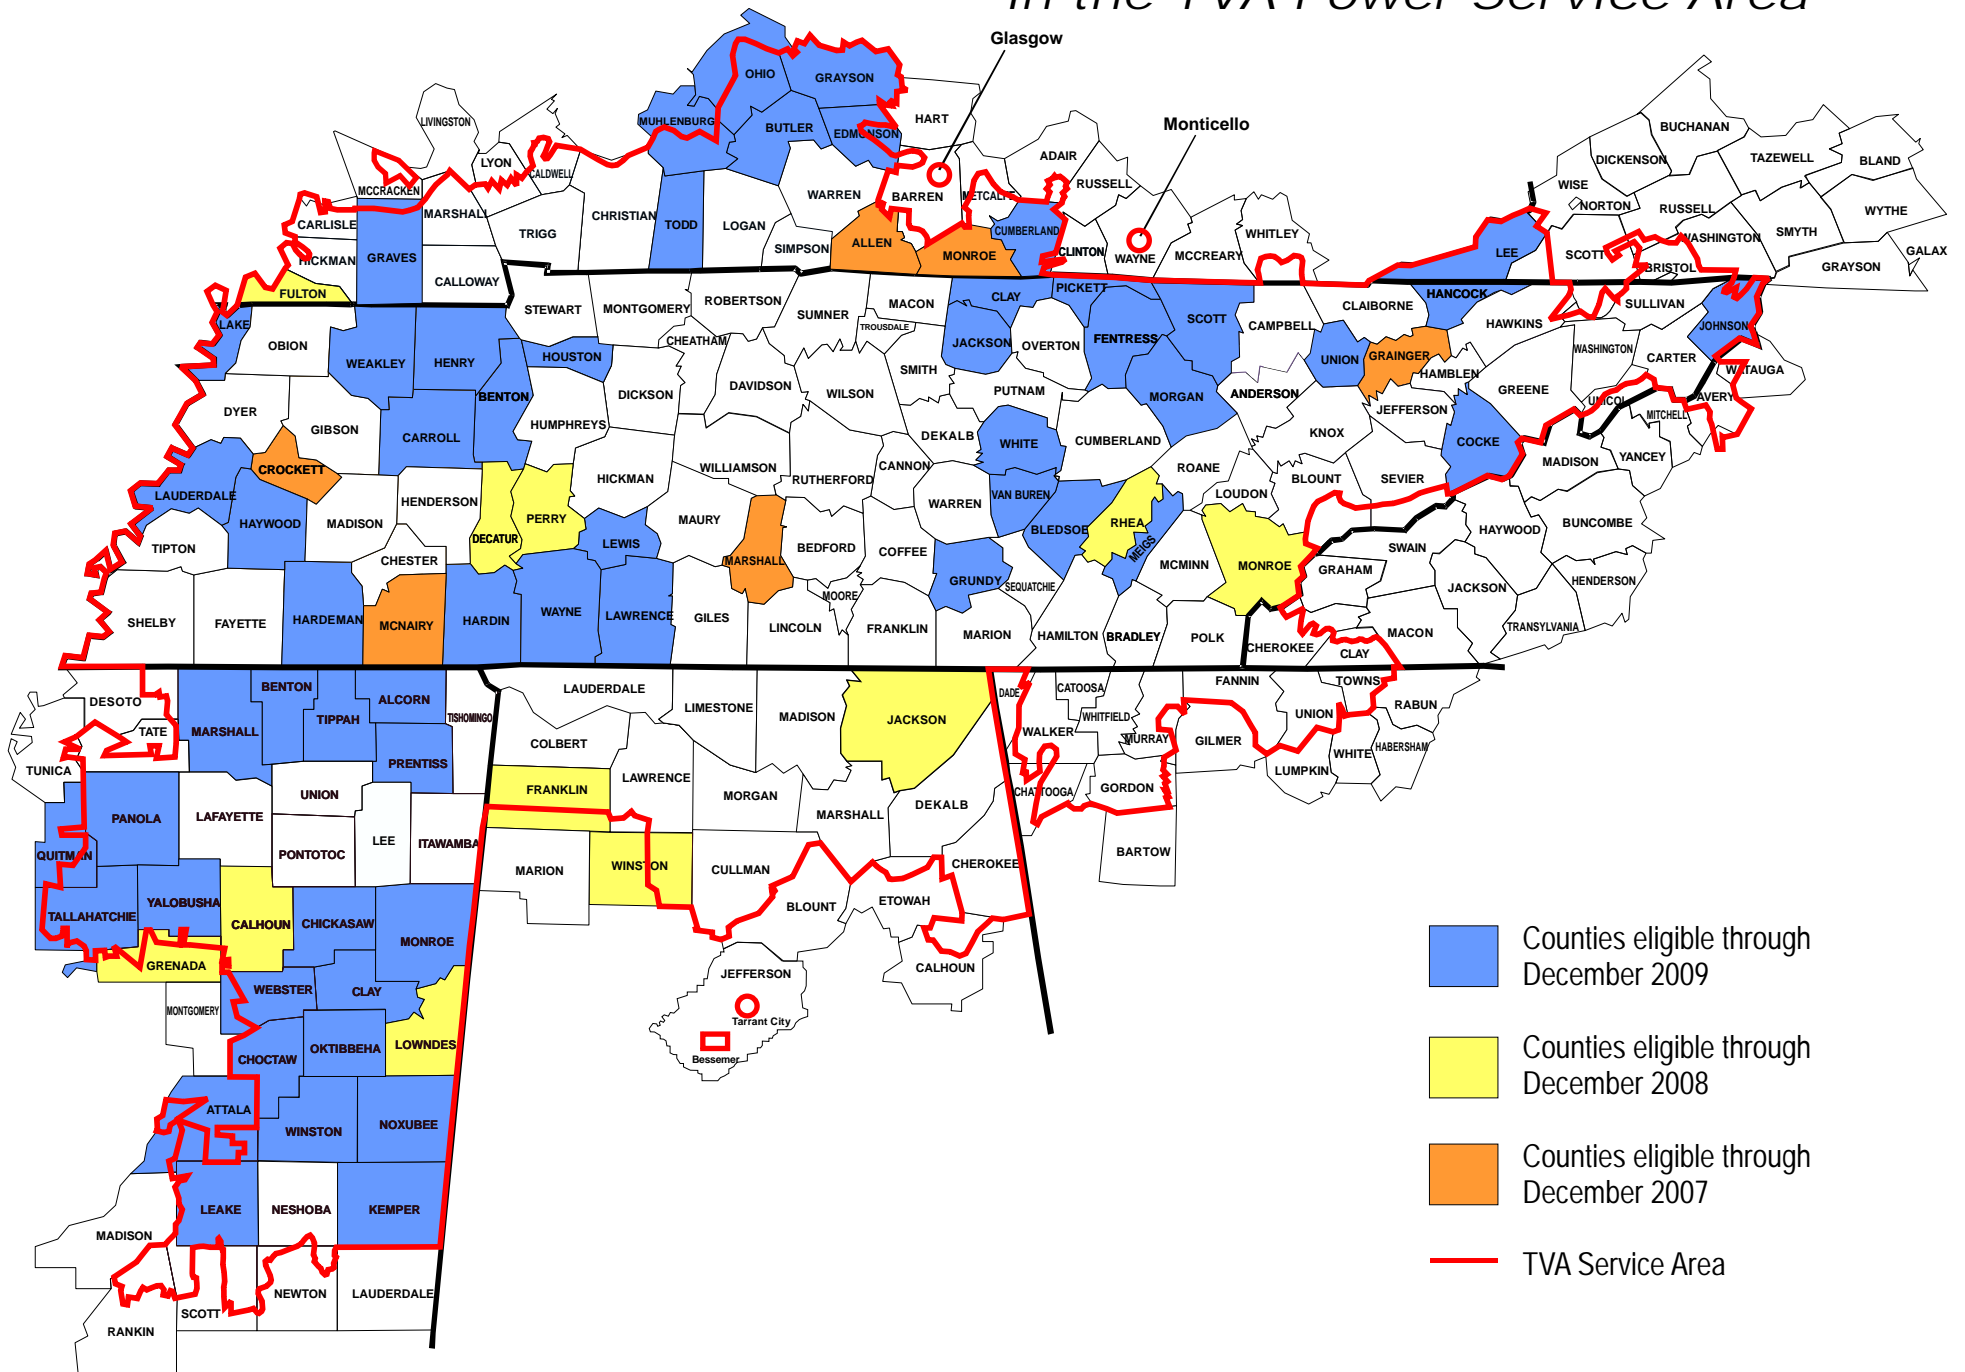 in the TVA Power Service Area
Glasgow
Monticello
OHIO
GRAYSON
LIVINGSTON
MUHLENBURG
BUTLER
EDMONSON
HART
ADAIR
BUCHANAN
LYON
CALDWELL
MCCRACKEN
WARREN
BARREN
METCALFE
RUSSELL
DICKENSON
TAZEWELL
BLAND
WISE
NORTON
RUSSELL
WYTHE
CARLISLE
MARSHALL
CHRISTIAN
TODD
LOGAN
TRIGG
SIMPSON
ALLEN
MONROE
CUMBERLAND
CLINTON
WAYNE
MCCREARY
WHITLEY
LEE
SCOTT
WASHINGTON
SMYTH
GALAX
BRISTOL
GRAYSON
HICKMAN
GRAVES
CALLOWAY
FULTON
LAKE
OBION
WEAKLEY
HENRY
STEWART
HOUSTON
MONTGOMERY
ROBERTSON
CHEATHAM
SUMNER
MACON
TROUSDALE
CLAY
PICKETT
JACKSON
OVERTON
FENTRESS
SCOTT
CAMPBELL
CLAIBORNE
HANCOCK
HAWKINS
SULLIVAN
JOHNSON
UNION
GRAINGER
HAMBLEN
WASHINGTON
CARTER
WATAUGA
DYER
GIBSON
CARROLL
BENTON
HUMPHREYS
DICKSON
DAVIDSON
WILSON
SMITH
PUTNAM
MORGAN
ANDERSON
KNOX
JEFFERSON
GREENE
UNICOI
AVERY
MITCHELL
CROCKETT
LAUDERDALE
HAYWOOD
MADISON
HENDERSON
DECATUR
PERRY
HICKMAN
WILLIAMSON
RUTHERFORD
CANNON
DEKALB
WHITE
CUMBERLAND
ROANE
LOUDON
BLOUNT
SEVIER
COCKE
MADISON
YANCEY
TIPTON
CHESTER
LEWIS
MAURY
MARSHALL
BEDFORD
COFFEE
WARREN
VAN BUREN
BLEDSOE
RHEA
MEIGS
MCMINN
MONROE
SWAIN
HAYWOOD
BUNCOMBE
GRAHAM
JACKSON
HENDERSON
SHELBY
FAYETTE
HARDEMAN
MCNAIRY
HARDIN
WAYNE
LAWRENCE
GILES
LINCOLN
MOORE
FRANKLIN
GRUNDY
SEQUATCHIE
MARION
HAMILTON
BRADLEY
POLK
CHEROKEE
CLAY
MACON
TRANSYLVANIA
DESOTO
TATE
TUNICA
MARSHALL
BENTON
TIPPAH
ALCORN
PRENTISS
TISHOMINGO
LAUDERDALE
COLBERT
LIMESTONE
MADISON
JACKSON
DADE
CATOOSA
WHITFIELD
WALKER
MURRAY
FANNIN
GILMER
UNION
TOWNS
RABUN
WHITE
HABERSHAM
LUMPKIN
PANOLA
LAFAYETTE
UNION
PONTOTOC
LEE
ITAWAMBA
FRANKLIN
LAWRENCE
MORGAN
MARSHALL
DEKALB
CHATTOOGA
GORDON
BARTOW
QUITMAN
MARION
WINSTON
CULLMAN
CHEROKEE
TALLAHATCHIE
YALOBUSHA
CALHOUN
CHICKASAW
MONROE
BLOUNT
ETOWAH
GRENADA
CALHOUN
MONTGOMERY
WEBSTER
CLAY
JEFFERSON
Tarrant City
Bessemer
CHOCTAW
OKTIBBEHA
LOWNDES
ATTALA
WINSTON
NOXUBEE
LEAKE
NESHOBA
KEMPER
MADISON
SCOTT
NEWTON
LAUDERDALE
RANKIN
Counties eligible through
December 2009
Counties eligible through
December 2008
Counties eligible through
December 2007
TVA Service Area